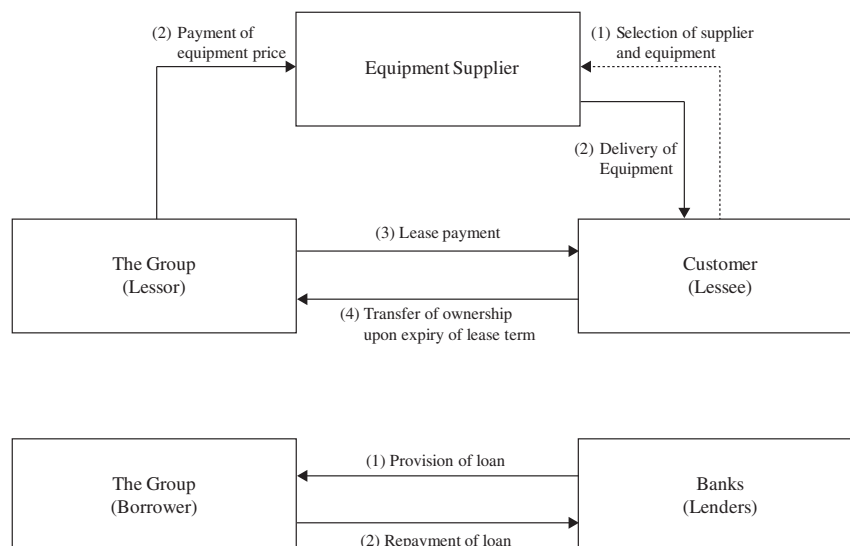 (2) Payment of
equipment price
Equipment Supplier
(1) Selection of supplier
and equipment
(2) Delivery of
Equipment
The Group
(Lessor)
(3) Lease payment
(4) Transfer of ownership
upon expiry of lease term
Customer
(Lessee)
The Group
(Borrower)
(1) Provision of loan
(2) Repayment of loan
Banks
(Lenders)